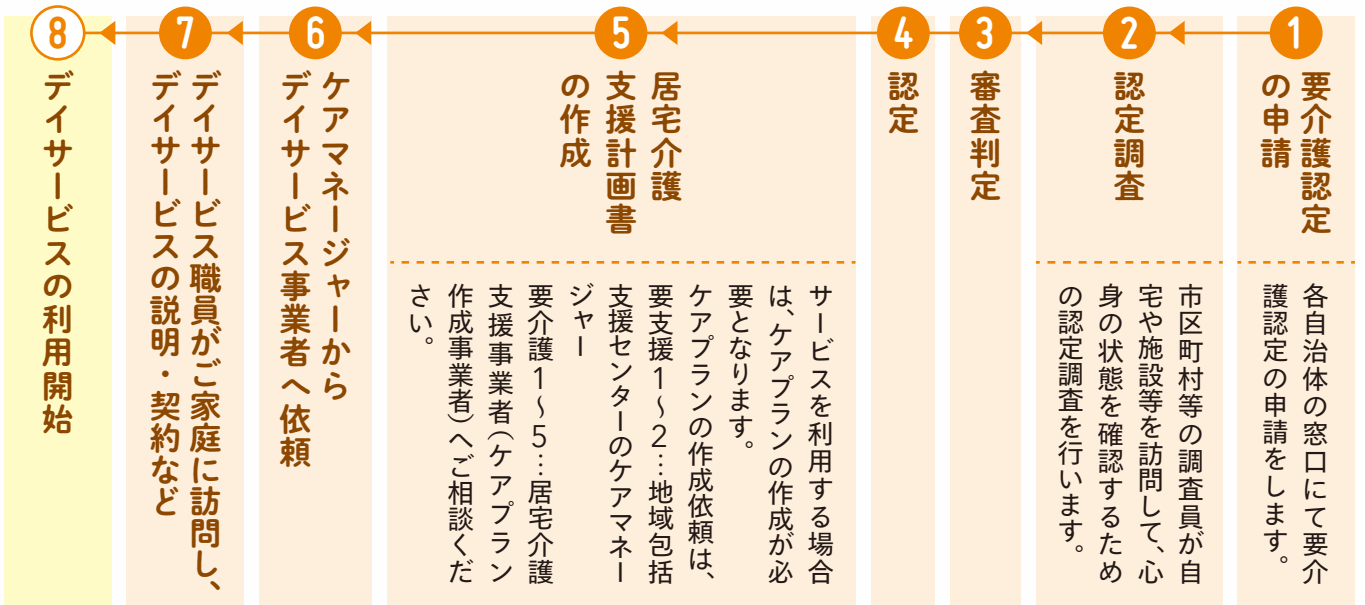 1
要介護認定
の申請
各自治体の窓口にて要介
護認定の申請をします。
2
認定調査
市区町村等の調査員が自
宅や施設等を訪問して、心
身の状態を確認するため
の認定調査を行います。
3
審査判定
4
認定
5
居宅介護
支援計画書
の作成
サービスを利用する場合
は、ケアプランの作成が必
要となります。
ケアプランの作成依頼は、
要支援1〜2…地域包括
支援センターのケアマネー
ジャー
要介護1〜5…居宅介護
支援事業者(ケアプラン
作成事業者)へご相談くだ
さい。
6
ケアマネージャーから
デイサービス事業者へ依頼
7
デイサービス職員がご家庭に訪問し、
デイサービスの説明・契約など
8
デイサービスの利用開始